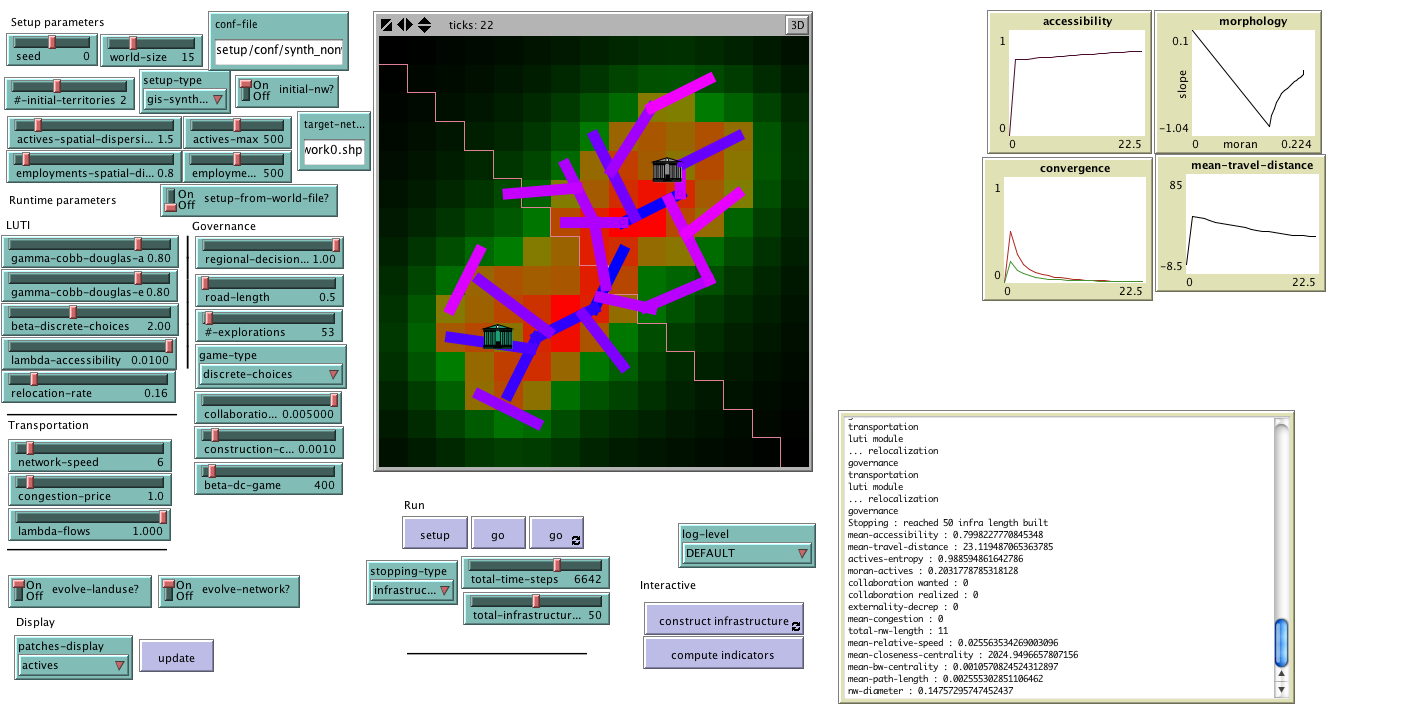 Setup parameters
conf-file
setup/conf/synth_non
seed 0
world-size 15
#-initial-territories 2
setup-type
gis-synth...
On
Off
initial-nw?
actives-spatial-dispersi... 1.5
actives-max 500
target-net...
work0.shp
employments-spatial-di... 0.8
employme... 500
Runtime parameters
On
Off
setup-from-world-file?
LUTI
gamma-cobb-douglas-a 0.80
gamma-cobb-douglas-e 0.80
beta-discrete-choices 2.00
lambda-accessibility 0.0100
relocation-rate 0.16
Governance
regional-decision... 1.00
road-length 0.5
#-explorations 53
game-type
discrete-choices
collaboratio... 0.005000
construction-c... 0.0010
beta-dc-game 400
Transportation
network-speed 6
congestion-price 1.0
lambda-flows 1.000
On
Off
evolve-landuse?
On
Off
evolve-network?
Display
patches-display
actives
update
ticks: 22
3D
Run
setup
go
go
stopping-type
infrastruc...
total-time-steps 6642
total-infrastructur... 50
log-level
DEFAULT
Interactive
construct infrastructure
compute indicators
accessibility
1
0
0
22.5
morphology
0.1
slope
-1.04
0
moran
0.224
convergence
1
0
0
22.5
mean-travel-distance
85
-8.5
0
22.5
transportation
luti module
... relocalization
governance
transportation
luti module
... relocalization
governance
Stopping : reached 50 infra length built
mean-accessibility : 0.7998227770845348
mean-travel-distance : 23.119487065363785
actives-entropy : 0.988594861642786
moran-actives : 0.2031778785318128
collaboration wanted : 0
collaboration realized : 0
externality-decrep : 0
mean-congestion : 0
total-nw-length : 11
mean-relative-speed : 0.025563534269003096
mean-closeness-centrality : 2024.9496657807156
mean-bw-centrality : 0.0010570824524312897
mean-path-length : 0.002555302851106462
nw-diameter : 0.14757295747452437